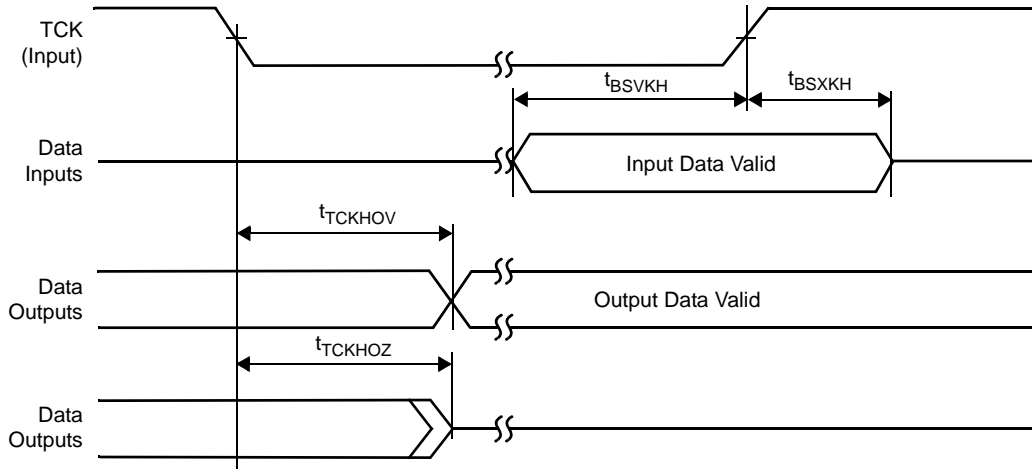 TCK
(Input)
tBSVKH
tBSXKH
Data
Inputs
Input Data Valid
tTCKHOV
Data
Outputs
Output Data Valid
tTCKHOZ
Data
Outputs